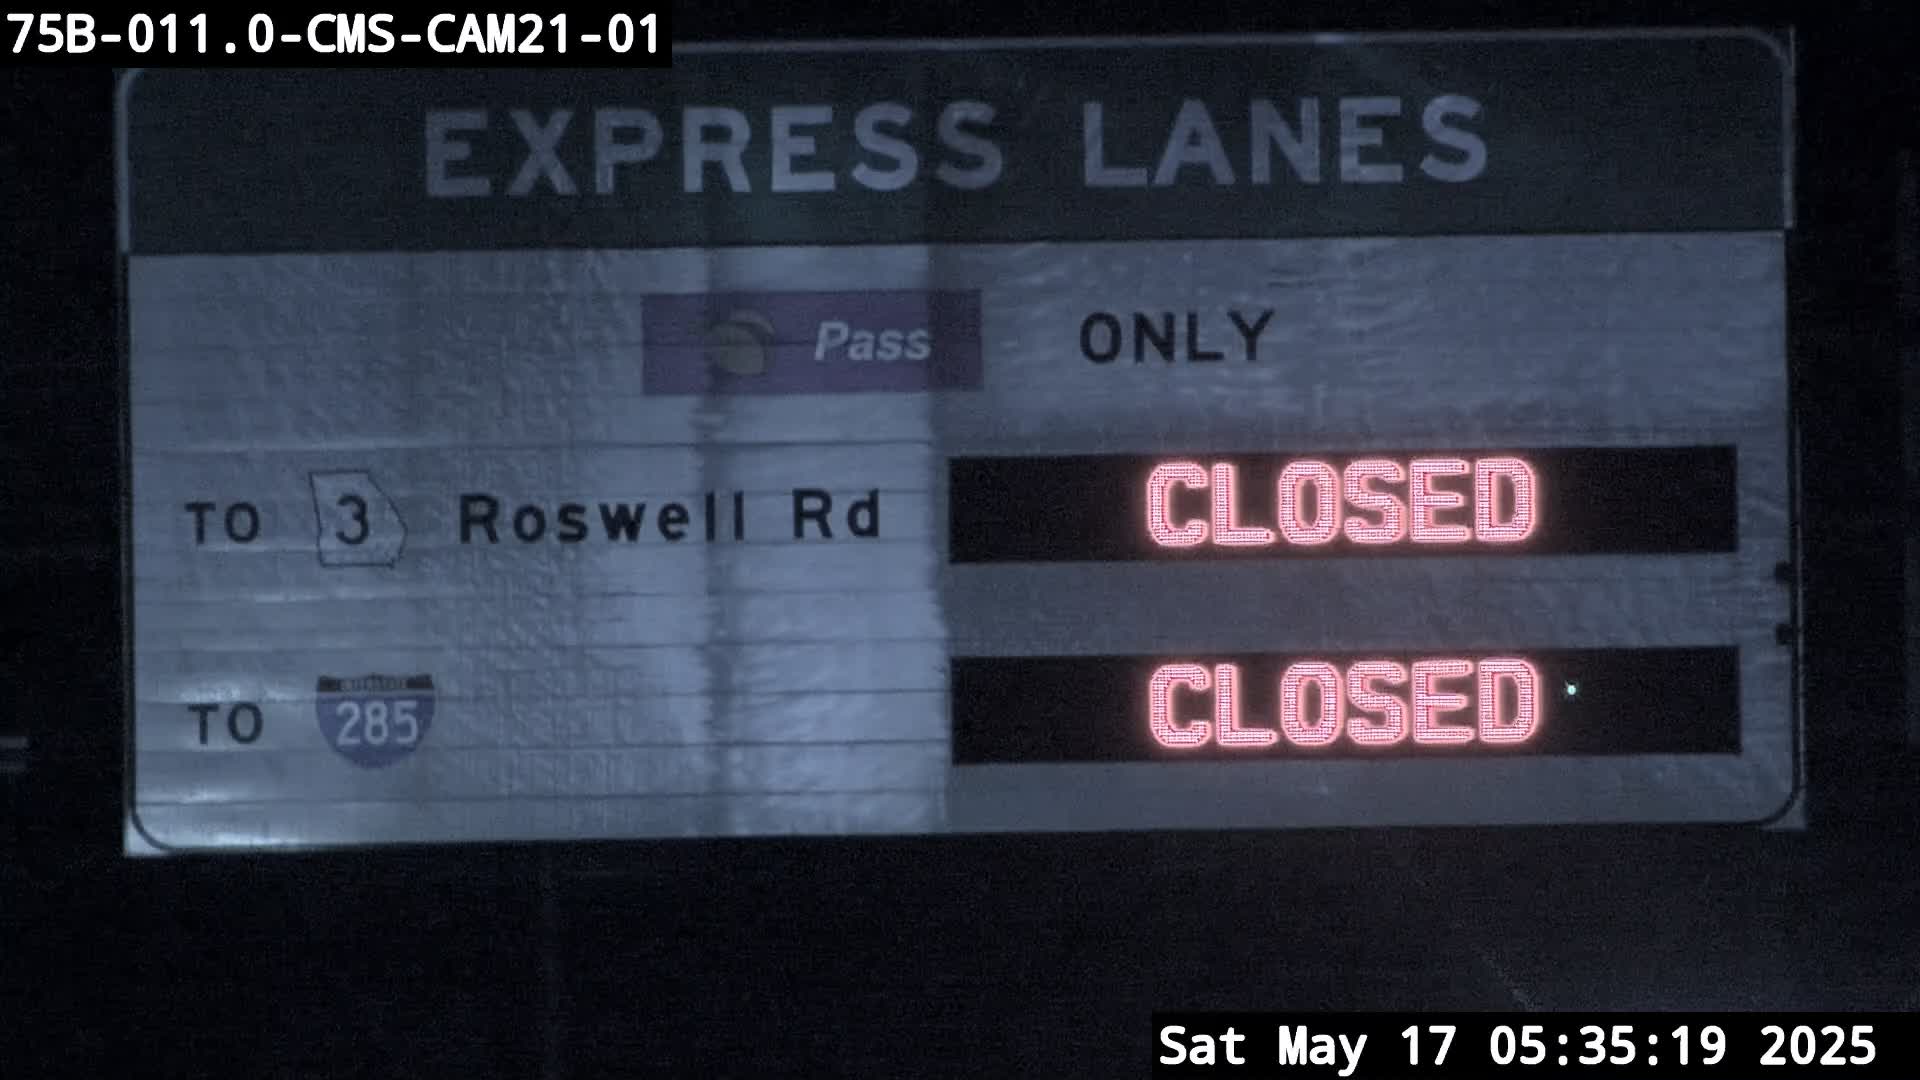 75B-011.0-CMS-CAM21-01
EXPRESS LANES
Pass ONLY
TO 3 Roswell Rd CLOSED
TO 285 CLOSED
Sat May 17 05:35:19 2025